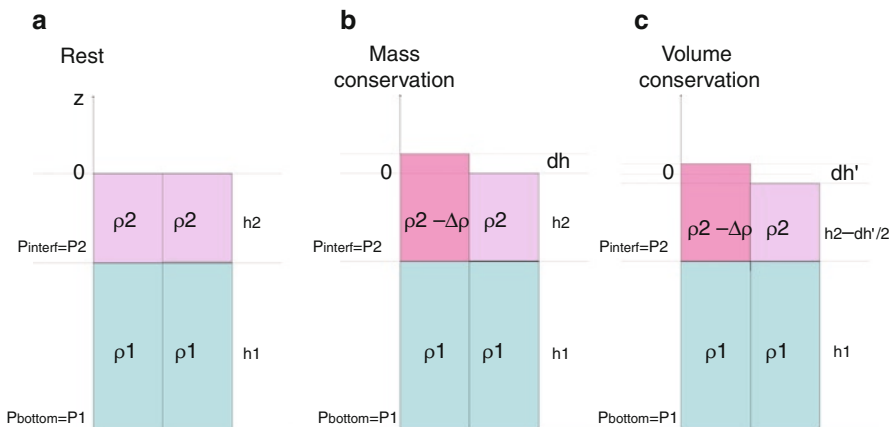 a
Rest
z
0
ρ2 ρ2
h2
Pinterf=P2
ρ1 ρ1
h1
Pbottom=P1
b
Mass
conservation
dh
0
ρ2 –Δρ ρ2
h2
Pinterf=P2
ρ1 ρ1
h1
Pbottom=P1
c
Volume
conservation
0
dh'
ρ2 –Δρ ρ2
h2–dh'/2
Pinterf=P2
ρ1 ρ1
h1
Pbottom=P1